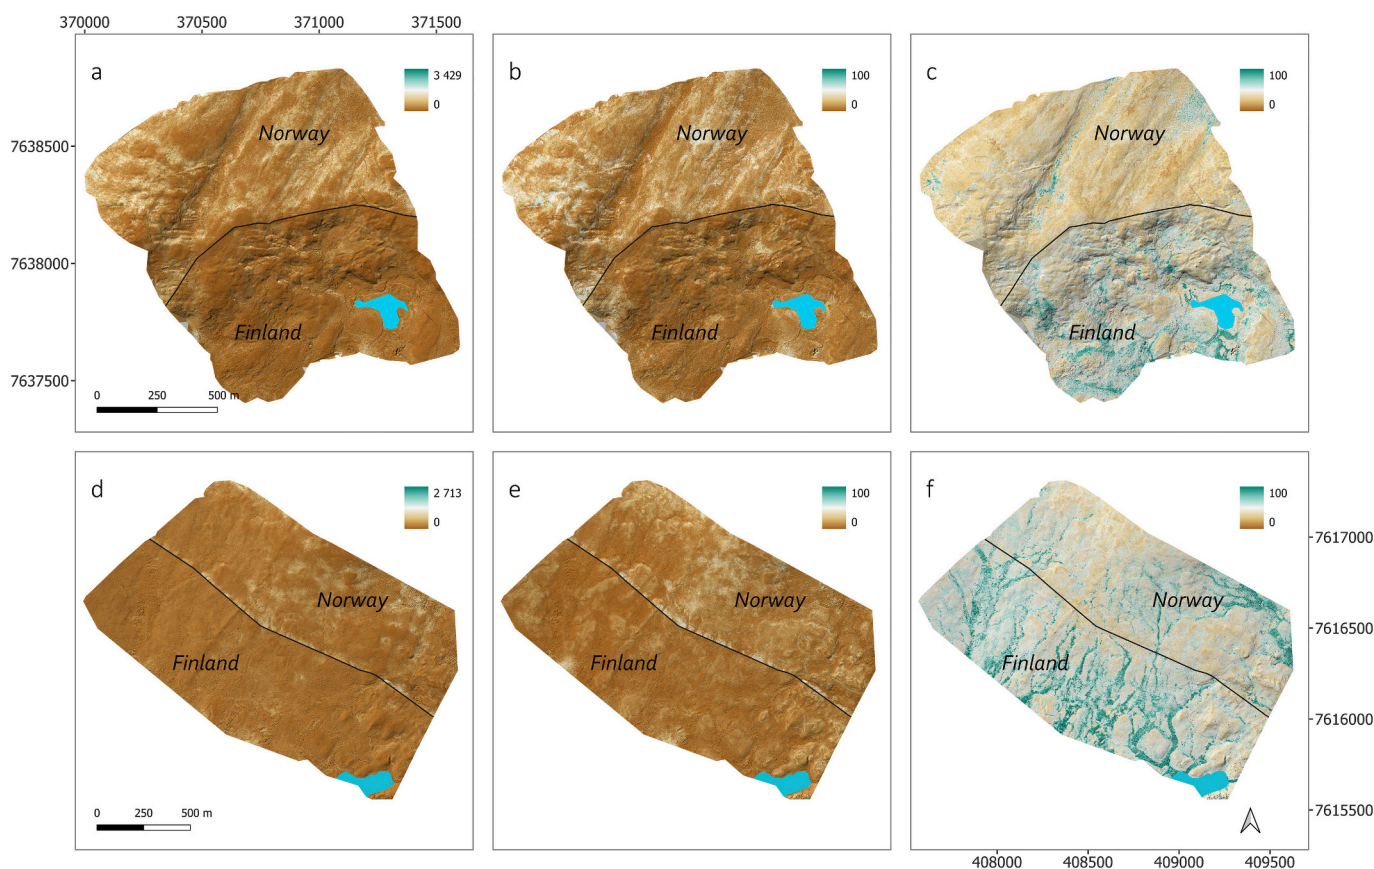 370000 370500 371000 371500
a 3 429 0
b 100 0
c 100 0
Norway Norway Norway
7638500
7638000
Finland Finland Finland
7637500
0 250 500 m
d 2 713 0
e 100 0
f 100 0
7617000
Norway Norway Norway
7616500
Finland Finland Finland
7616000
0 250 500 m
7615500
408000 408500 409000 409500